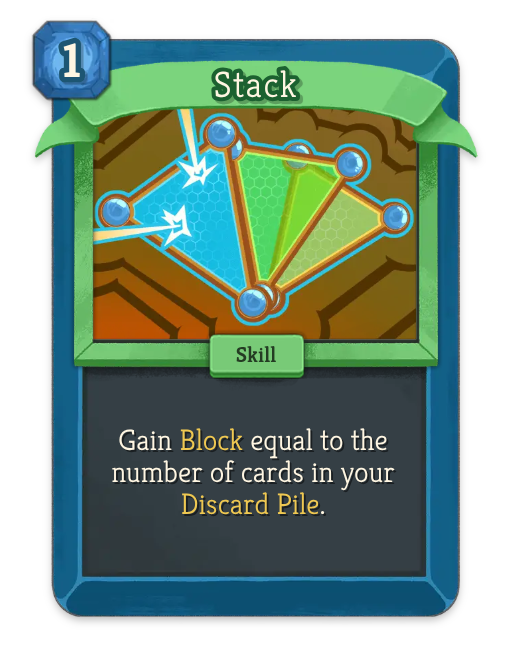 1
Stack
Skill
Gain Block equal to the
number of cards in your
Discard Pile.